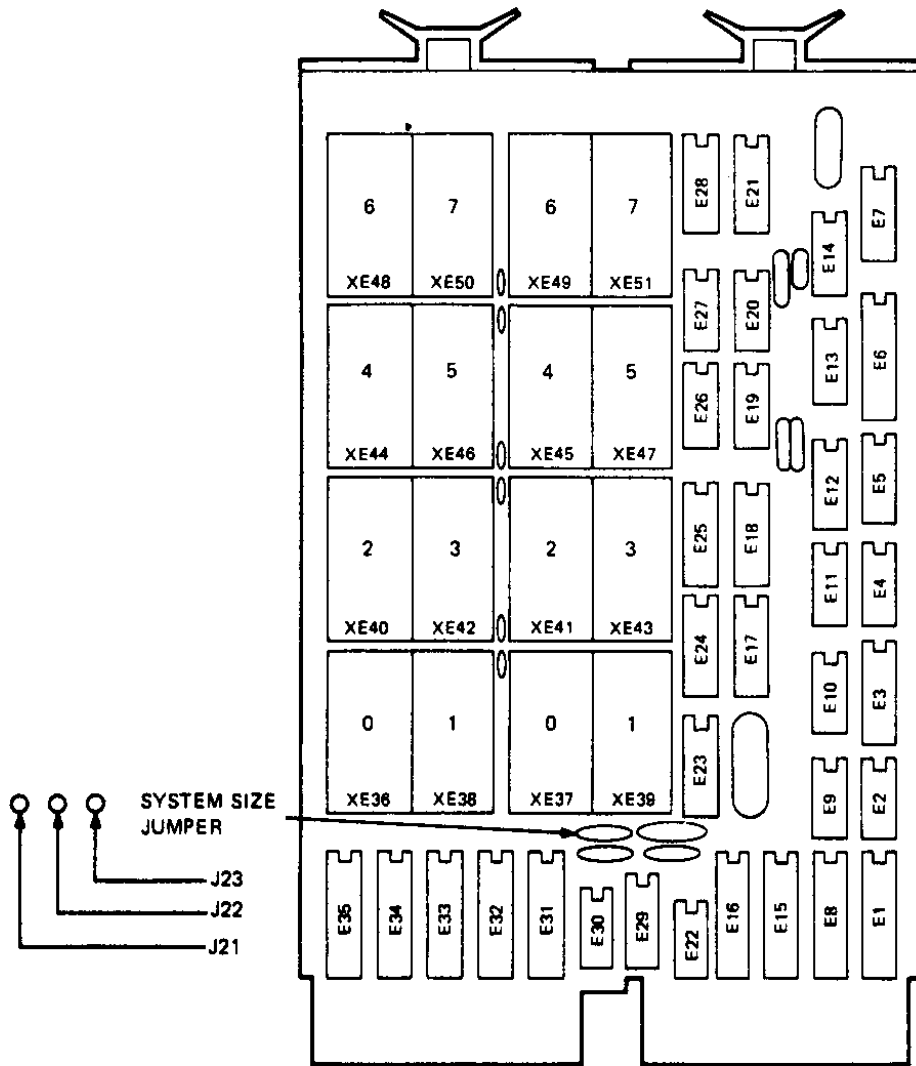 6 7 6 7
XE48 XE50 XE49 XE51
4 5 4 5
XE44 XE46 XE45 XE47
2 3 2 3
XE40 XE42 XE41 XE43
0 1 0 1
XE36 XE38 XE37 XE39
E28 E21 E7
E14
E27 E20 E6
E13
E26 E19
E12 E5
E25 E18
E11 E4
E24 E17
E10 E3
E23
E9 E2
SYSTEM SIZE
JUMPER
J23
J22
J21
E35 E34 E33 E32 E31 E30 E29 E22 E16 E15 E8 E1